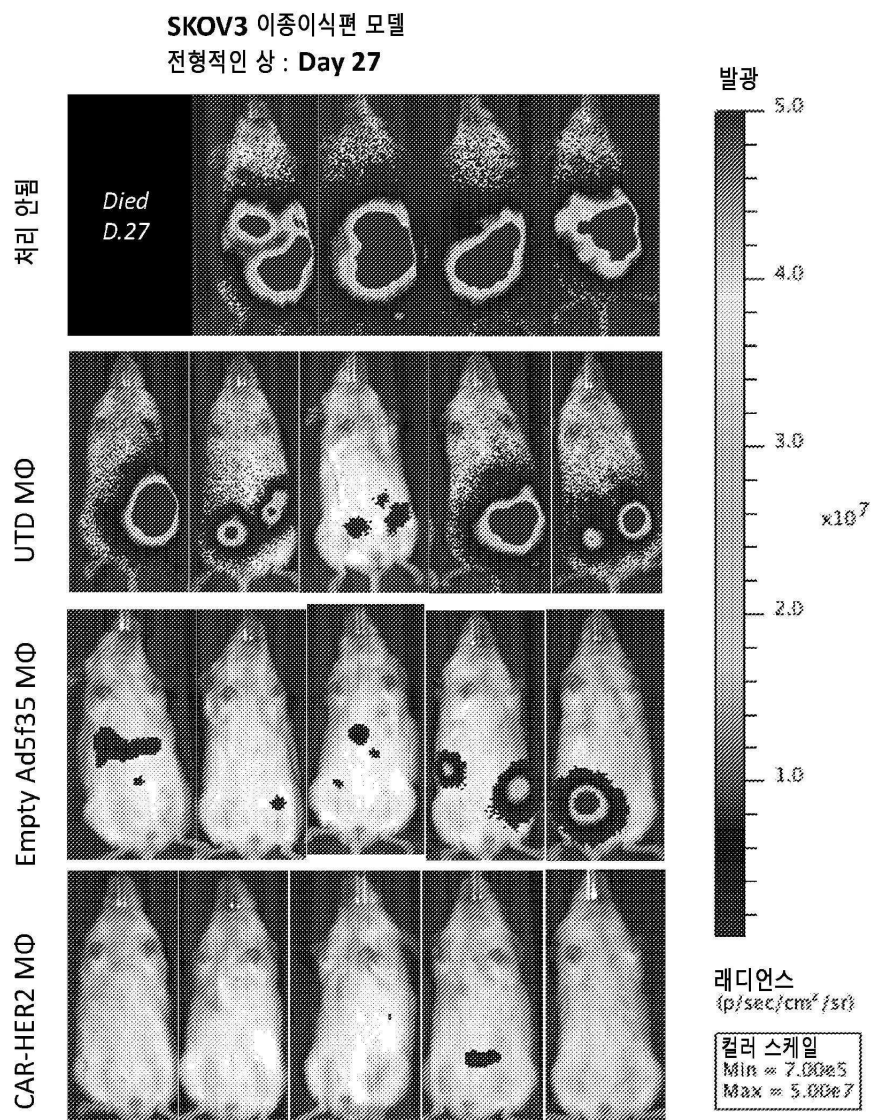 SKOV3 이종이식편 모델
전형적인 상 : Day 27
발광
5.0
4.0
3.0
x10⁷
2.0
1.0
처리 안됨
Died
D.27
UTD MΦ
Empty Ad5f35 MΦ
CAR-HER2 MΦ
래디언스
(p/sec/cm²/sr)
컬러 스케일
Min = 7.00e5
Max = 5.00e7